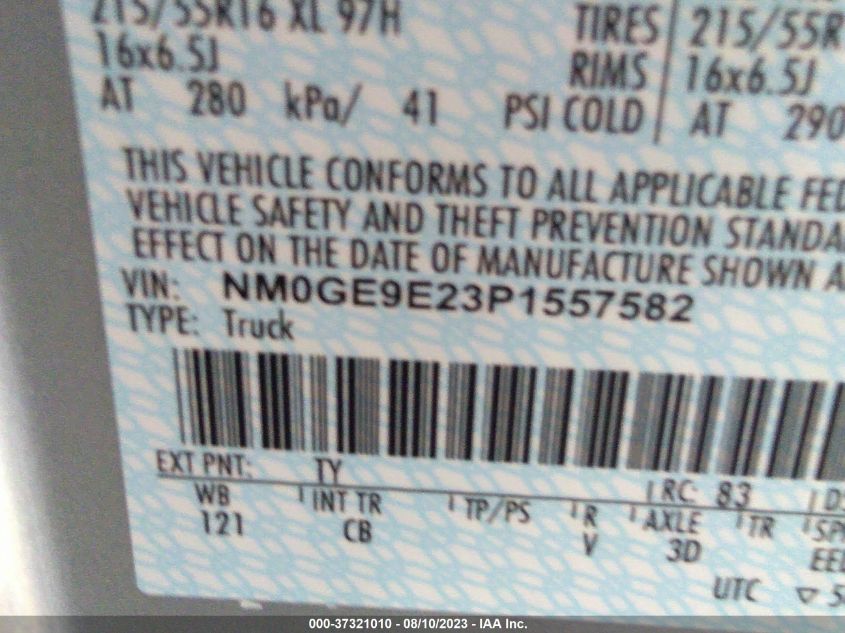 215/55R16 XL 97H TIRES 215/55R
16x6.5J RIMS 16x6.5J
AT 280 kPa/ 41 PSI COLD AT 290
THIS VEHICLE CONFORMS TO ALL APPLICABLE FED
VEHICLE SAFETY AND THEFT PREVENTION STANDA
EFFECT ON THE DATE OF MANUFACTURE SHOWN A
VIN: NM0GE9E23P1557582
TYPE: Truck
EXT PNT: TY RC: 83
WB INT TR TP/PS R AXLE TR SPR
121 CB V 3D EEE
UTC
000-37321010 - 08/10/2023 - IAA Inc.